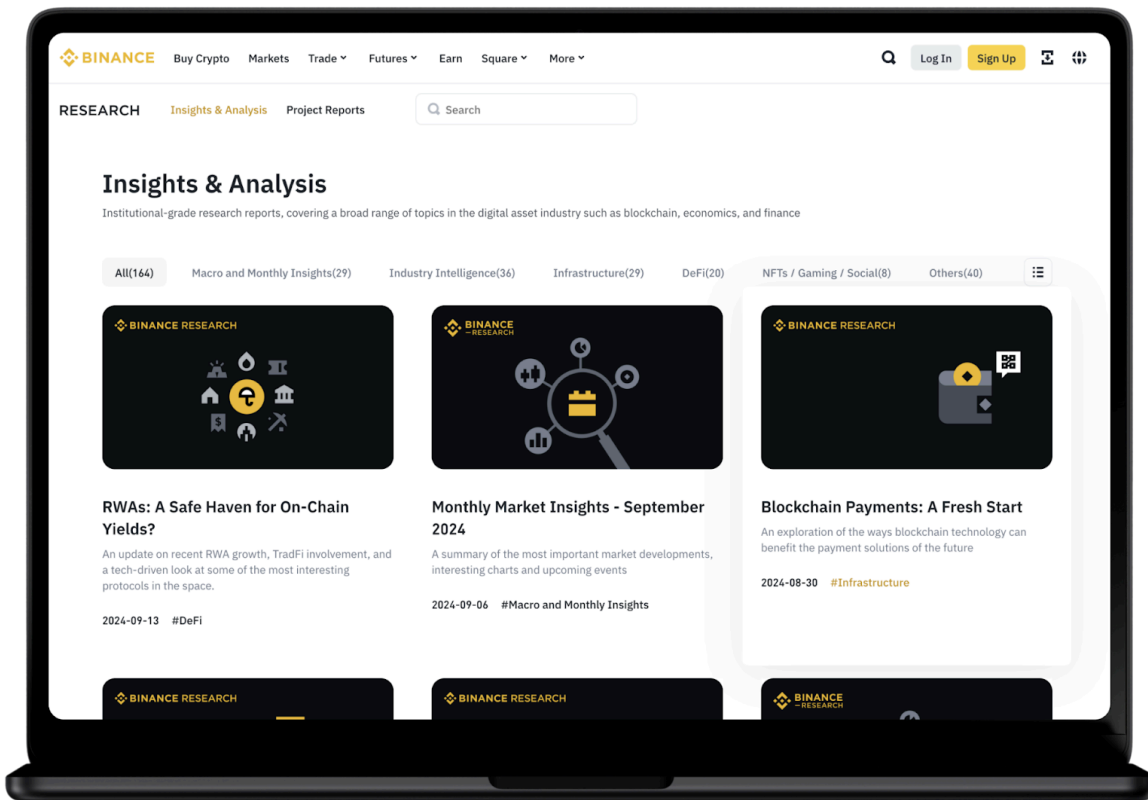 BINANCE Buy Crypto Markets Trade Futures Earn Square More Log In Sign Up
RESEARCH Insights & Analysis Project Reports Search
Insights & Analysis
Institutional-grade research reports, covering a broad range of topics in the digital asset industry such as blockchain, economics, and finance
All(164) Macro and Monthly Insights(29) Industry Intelligence(36) Infrastructure(29) DeFi(20) NFTs / Gaming / Social(8) Others(40)
BINANCE RESEARCH
RWAs: A Safe Haven for On-Chain
Yields?
An update on recent RWA growth, TradFi involvement, and
a tech-driven look at some of the most interesting
protocols in the space.
2024-09-13 #DeFi
BINANCE
RESEARCH
Monthly Market Insights - September
2024
A summary of the most important market developments,
interesting charts and upcoming events
2024-09-06 #Macro and Monthly Insights
BINANCE RESEARCH
Blockchain Payments: A Fresh Start
An exploration of the ways blockchain technology can
benefit the payment solutions of the future
2024-08-30 #Infrastructure
BINANCE RESEARCH
BINANCE RESEARCH
BINANCE
RESEARCH